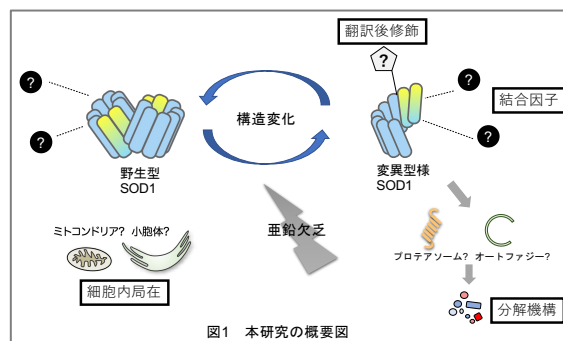 翻訳後修飾
?
?
?
?
?
結合因子
構造変化
野生型
SOD1
変異型様
SOD1
ミトコンドリア? 小胞体?
亜鉛欠乏
プロテアソーム? オートファジー?
細胞内局在
分解機構
図1 本研究の概要図